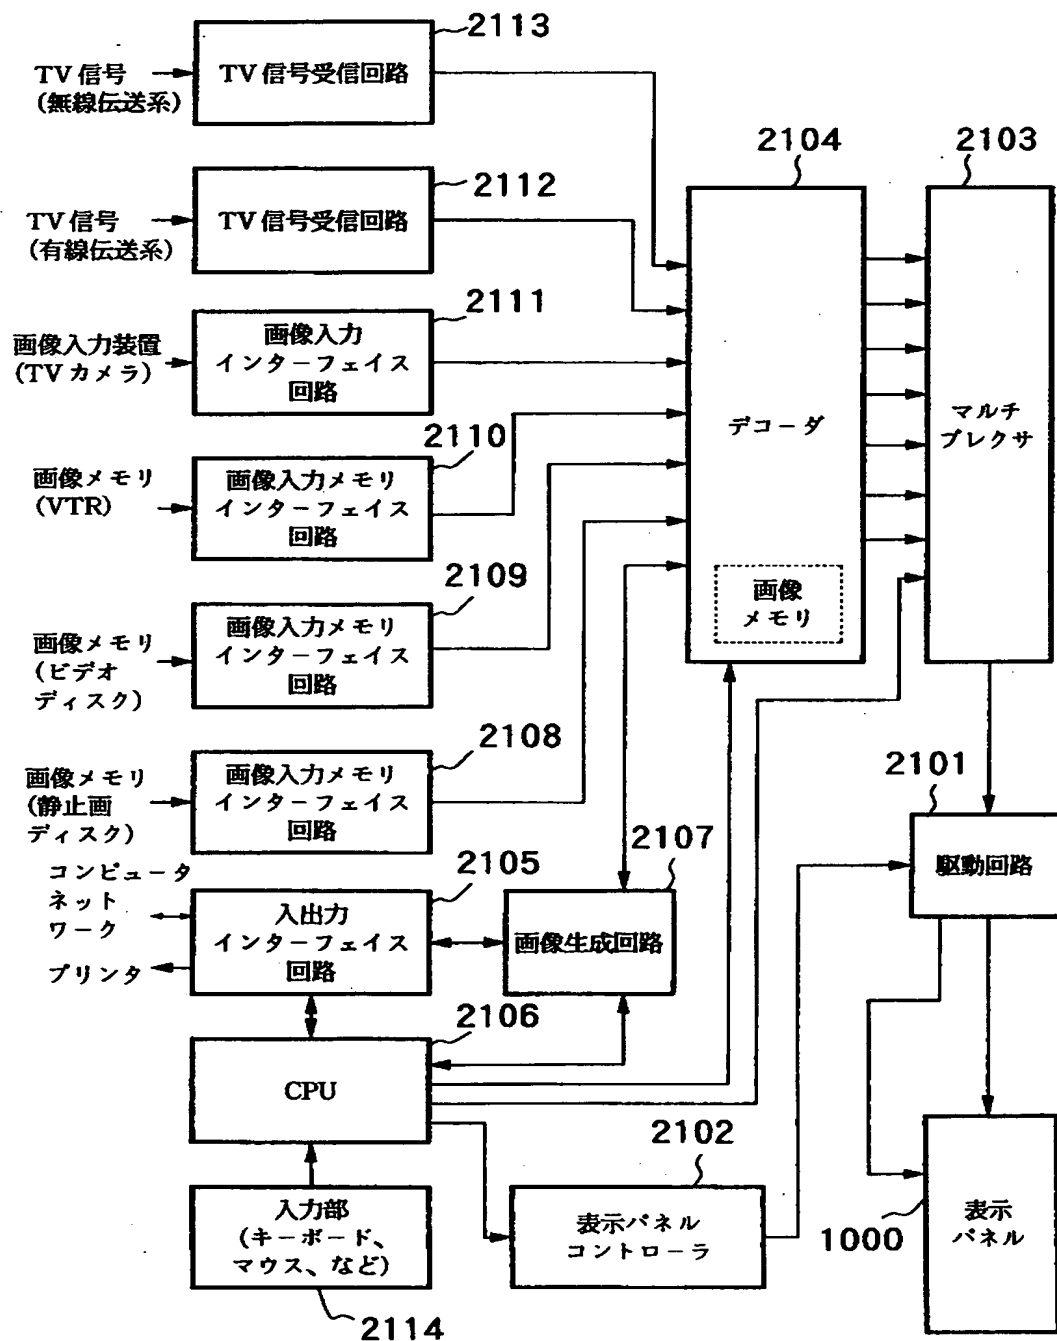 2113
TV 信号
(無線伝送系)
TV 信号受信回路
2112
TV 信号
(有線伝送系)
TV 信号受信回路
2111
画像入力装置
(TV カメラ)
画像入力
インターフェイス
回路
2110
画像メモリ
(VTR)
画像入力メモリ
インターフェイス
回路
2109
画像メモリ
(ビデオ
ディスク)
画像入力メモリ
インターフェイス
回路
2108
画像メモリ
(静止画
ディスク)
画像入力メモリ
インターフェイス
回路
2105
コンピュータ
ネット
ワーク
プリンタ
入出力
インターフェイス
回路
2107
画像生成回路
2106
CPU
入力部
(キーボード、
マウス、など)
2114
2102
表示パネル
コントローラ
2104
デコーダ
画像
メモリ
2103
マルチ
プレクサ
2101
駆動回路
1000
表示
パネル